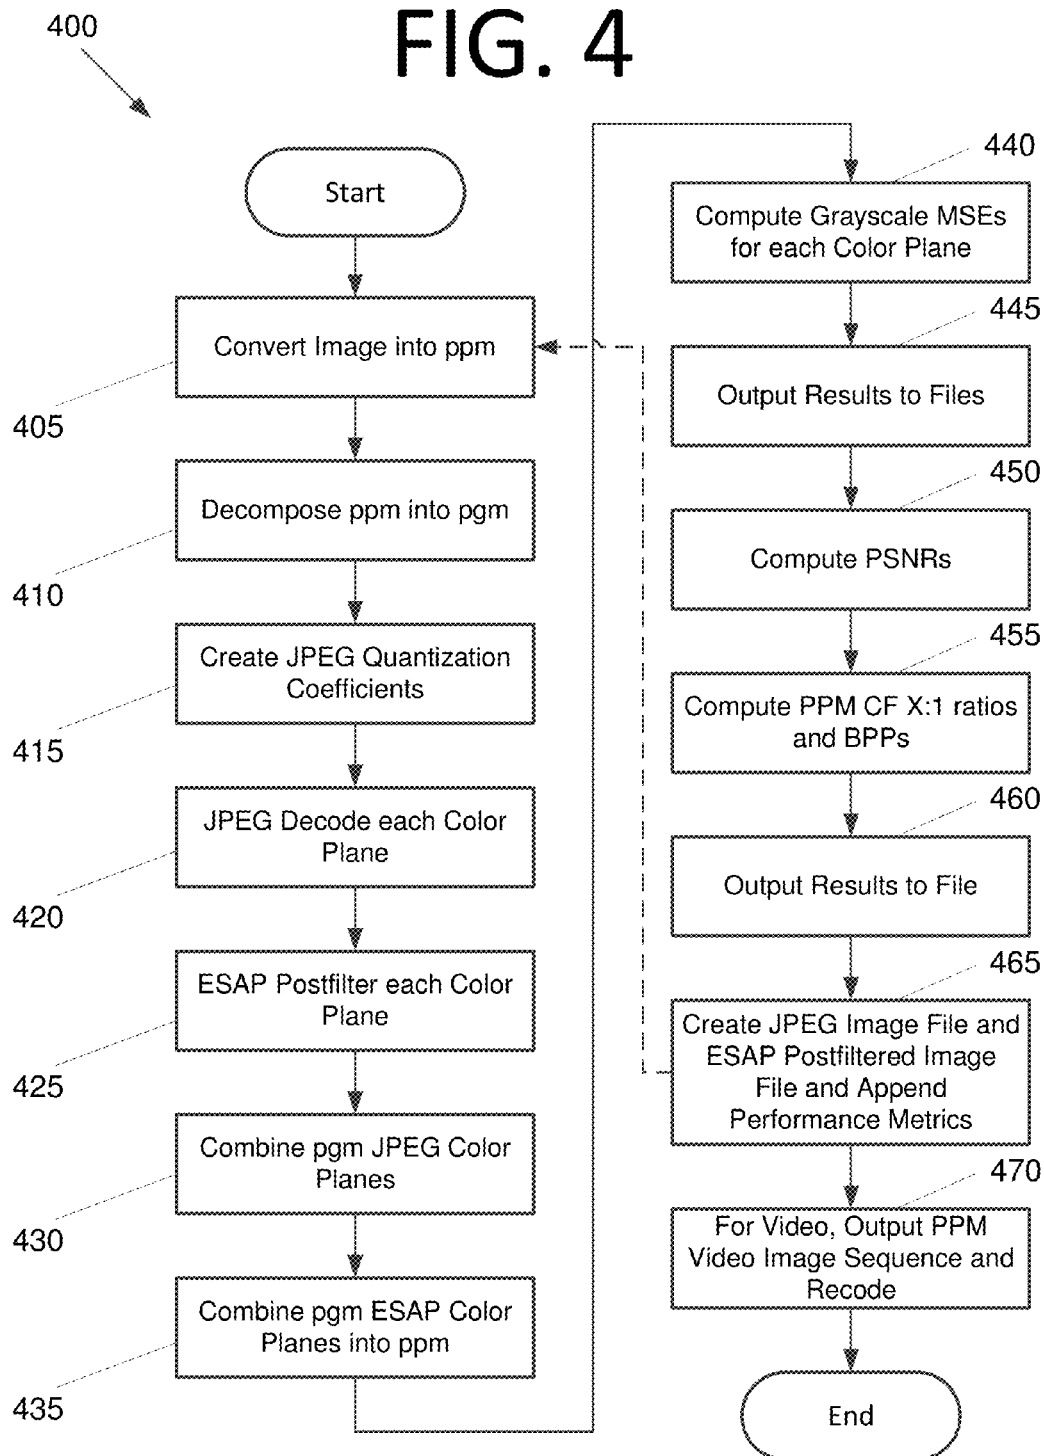 400
FIG. 4
Start
Convert Image into ppm
405
Decompose ppm into pgm
410
Create JPEG Quantization
Coefficients
415
JPEG Decode each Color
Plane
420
ESAP Postfilter each Color
Plane
425
Combine pgm JPEG Color
Planes
430
Combine pgm ESAP Color
Planes into ppm
435
440
Compute Grayscale MSEs
for each Color Plane
445
Output Results to Files
450
Compute PSNRs
455
Compute PPM CF X:1 ratios
and BPPs
460
Output Results to File
465
Create JPEG Image File and
ESAP Postfiltered Image
File and Append
Performance Metrics
470
For Video, Output PPM
Video Image Sequence and
Recode
End